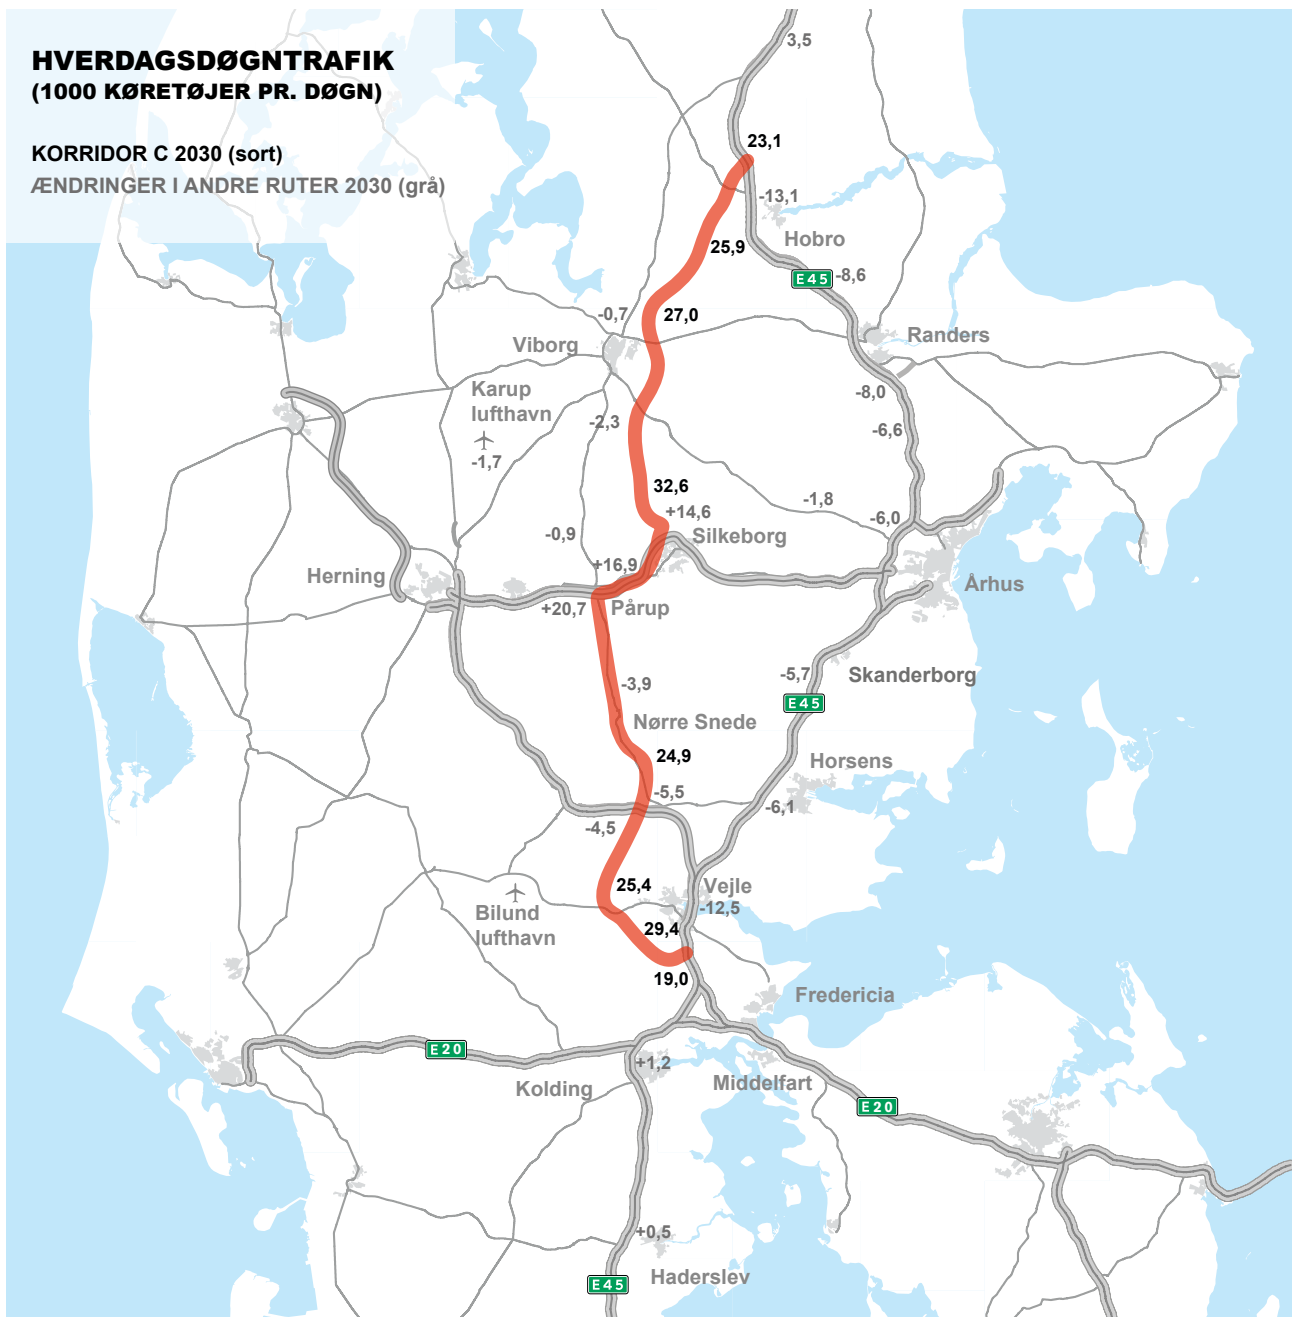 HVERDAGSDØGNTRAFIK
(1000 KØRETØJER PR. DØGN)
KORRIDOR C 2030 (sort)
ÆNDRINGER I ANDRE RUTER 2030 (grå)
3,5
23,1
-13,1
Hobro
25,9
E45
-8,6
-0,7
27,0
Randers
Viborg
Karup
lufthavn
-8,0
-2,3
-6,6
-1,7
32,6
-1,8
+14,6
-6,0
-0,9
Silkeborg
+16,9
Herning
Århus
+20,7
Pårup
-5,7
Skanderborg
-3,9
E45
Nørre Snede
24,9
Horsens
-5,5
-6,1
-4,5
25,4
Vejle
-12,5
Bilund
lufthavn
29,4
19,0
Fredericia
E20
+1,2
Kolding
Middelfart
E20
+0,5
Haderslev
E45